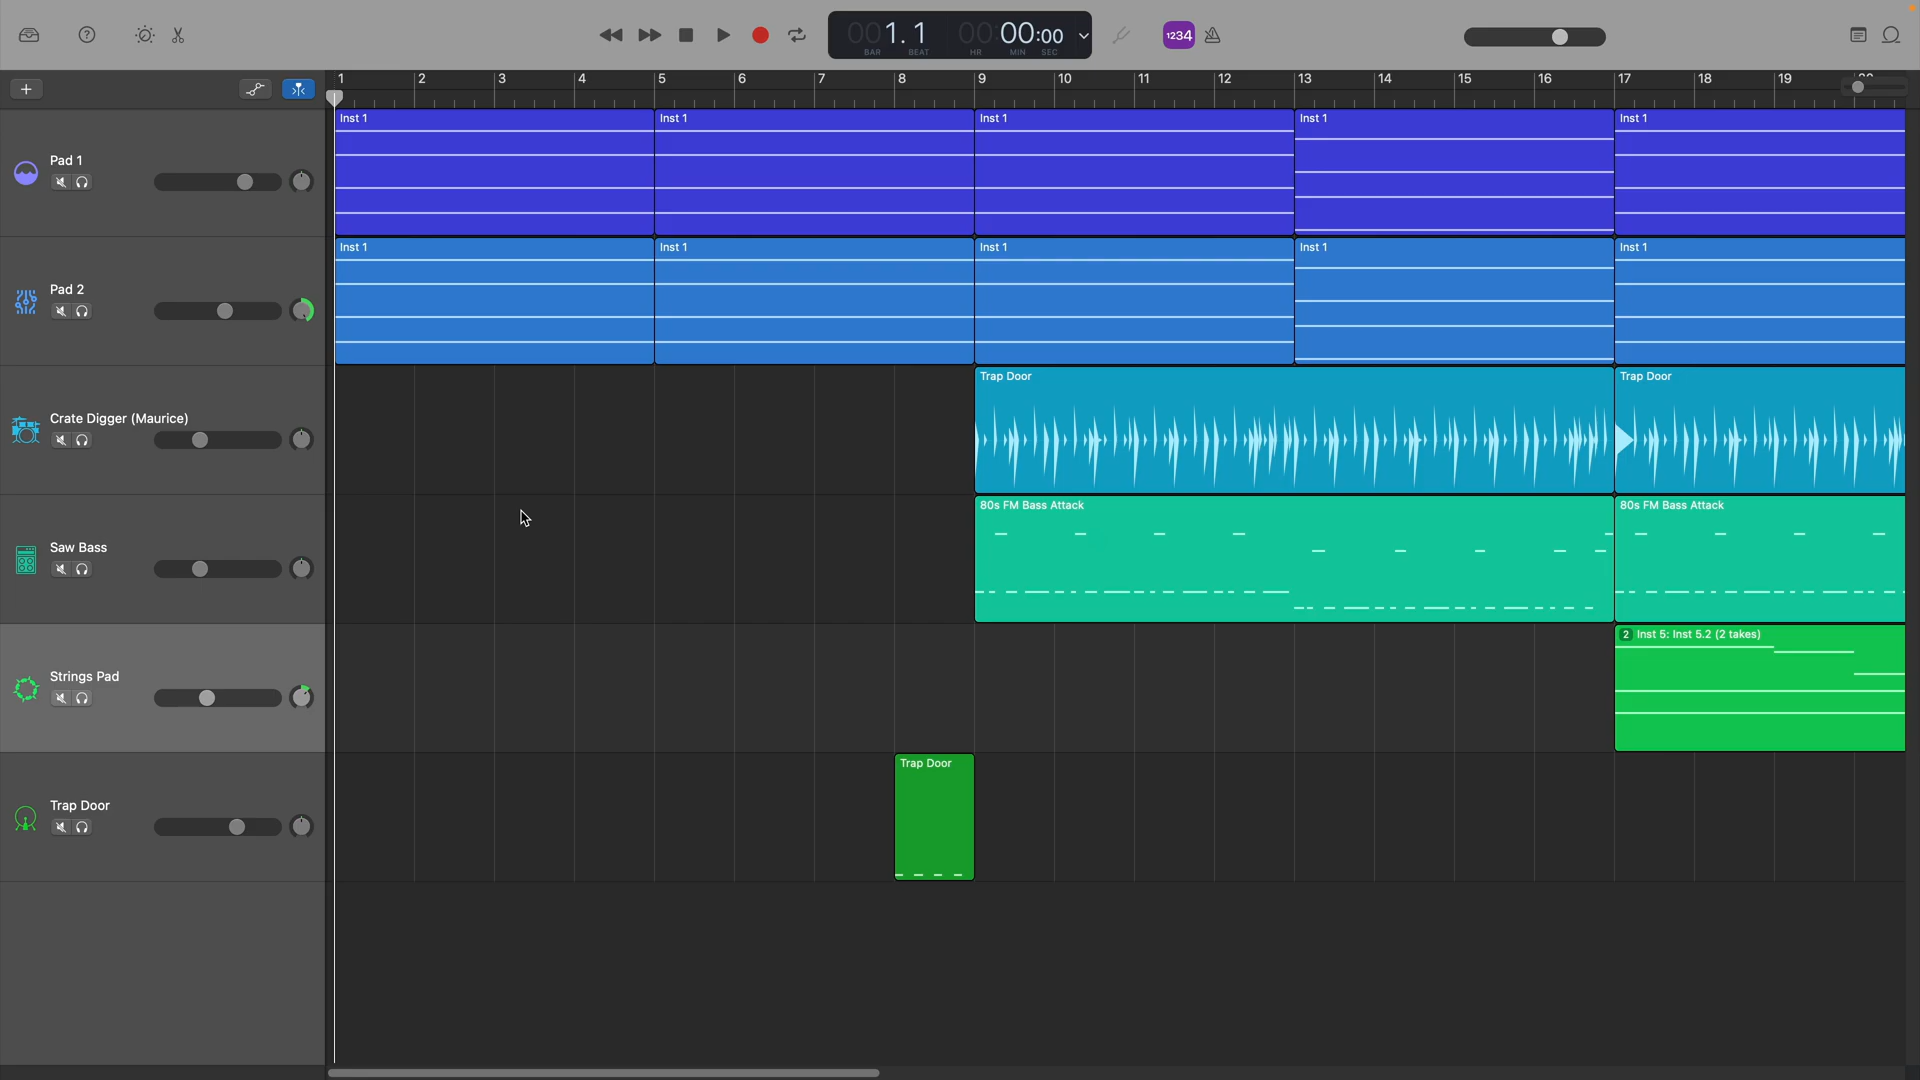 001. 1 00 00:00
BAR BEAT HR MIN SEC
1234
1 2 3 4 5 6 7 8 9 10 11 12 13 14 15 16 17 18 19
Inst 1 Inst 1 Inst 1 Inst 1 Inst 1
Pad 1
Inst 1 Inst 1 Inst 1 Inst 1 Inst 1
Pad 2
Trap Door Trap Door
Crate Digger (Maurice)
80s FM Bass Attack 80s FM Bass Attack
Saw Bass
2 Inst 5: Inst 5.2 (2 takes)
Strings Pad
Trap Door
Trap Door